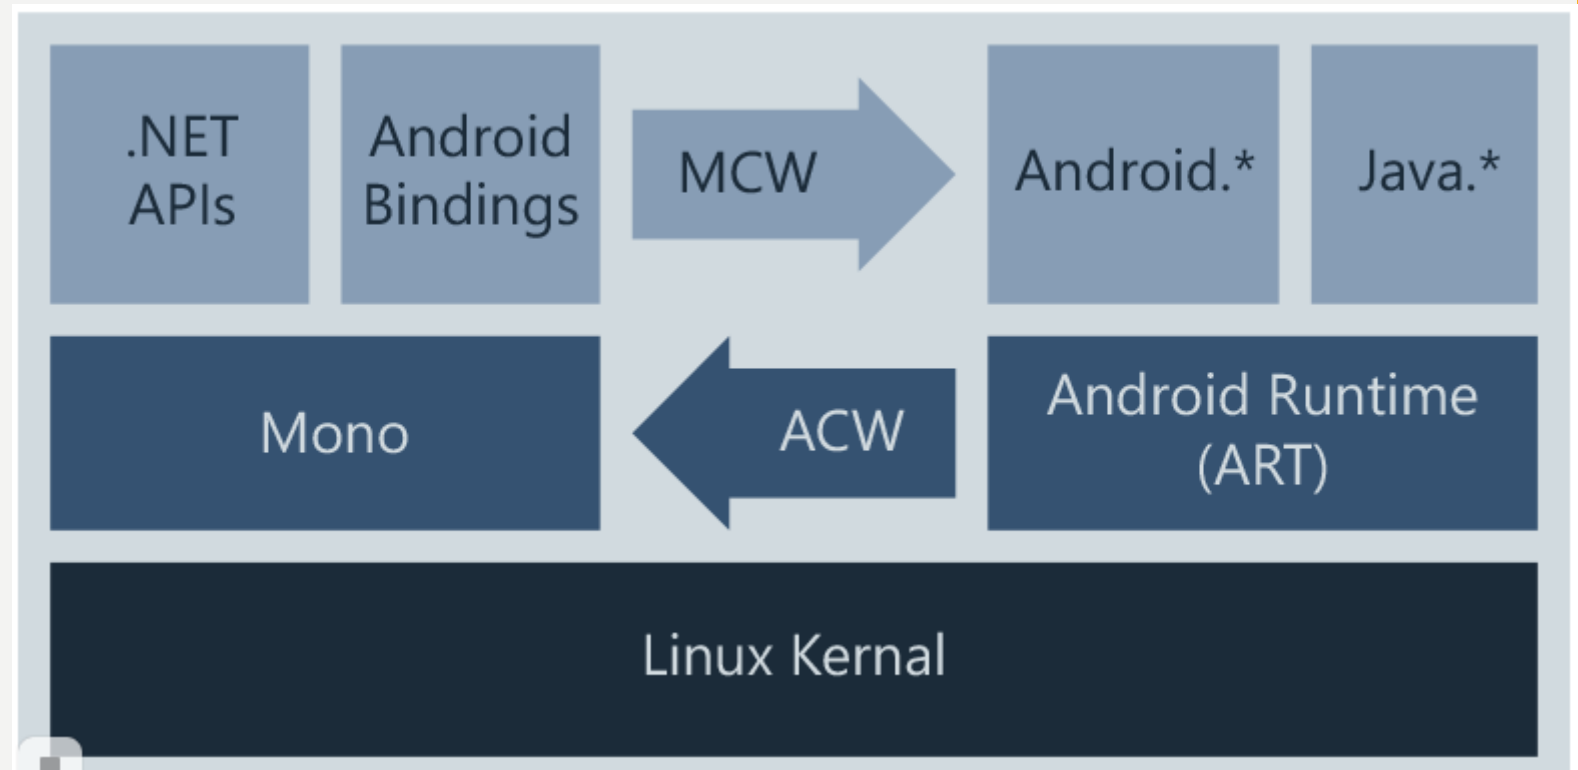 .NET
APIs
Android
Bindings
MCW
Android.*
Java.*
Mono
ACW
Android Runtime
(ART)
Linux Kernal